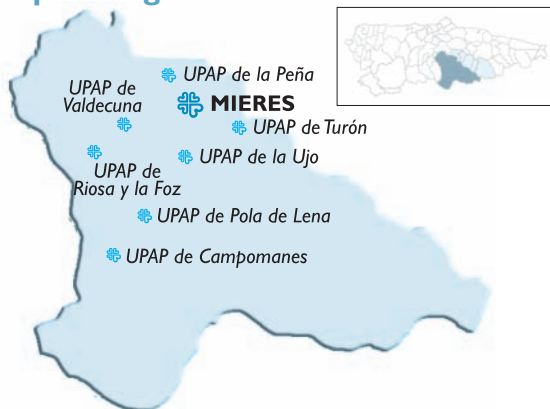 UPAP de la Peña
UPAP de
Valdecuna
MIERES
UPAP de Turón
UPAP de la Ujo
UPAP de
Riosa y la Foz
UPAP de Pola de Lena
UPAP de Campomanes